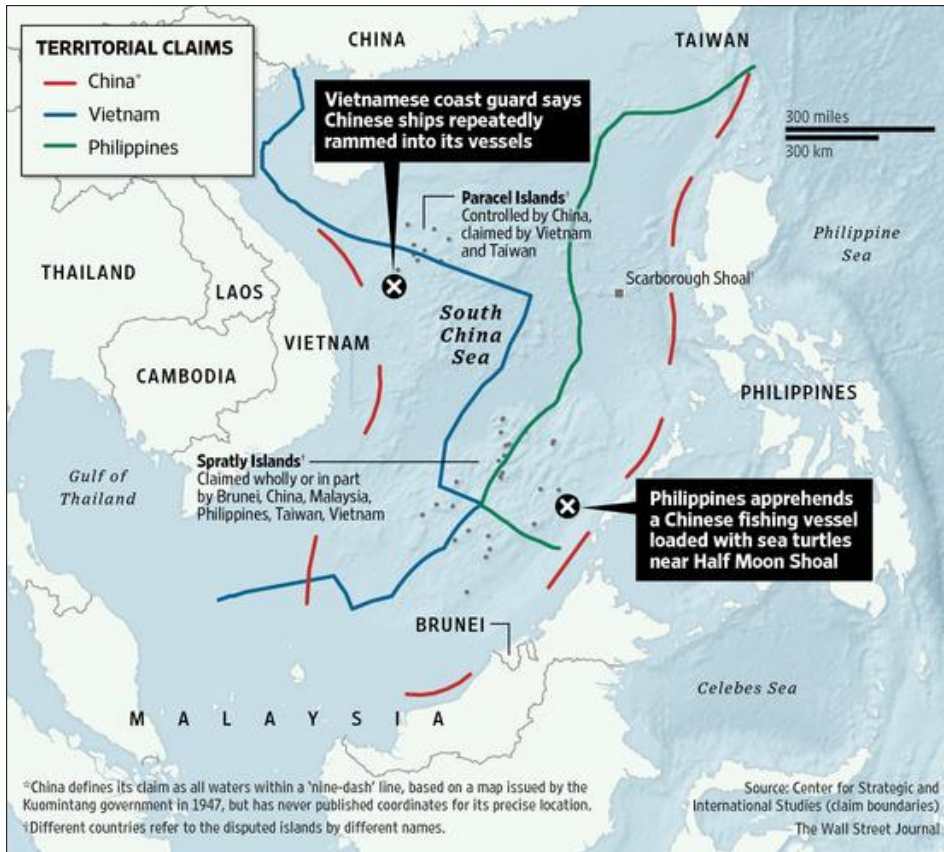 TERRITORIAL CLAIMS
China*
Vietnam
Philippines
CHINA
TAIWAN
Vietnamese coast guard says
Chinese ships repeatedly
rammed into its vessels
300 miles
300 km
Paracel Islands†
Controlled by China,
claimed by Vietnam
and Taiwan
Philippine
Sea
THAILAND
LAOS
Scarborough Shoal†
South
China
Sea
VIETNAM
CAMBODIA
PHILIPPINES
Spratly Islands†
Claimed wholly or in part
by Brunei, China, Malaysia,
Philippines, Taiwan, Vietnam
Gulf of
Thailand
Philippines apprehends
a Chinese fishing vessel
loaded with sea turtles
near Half Moon Shoal
BRUNEI
Celebes Sea
MALAYSIA
*China defines its claim as all waters within a 'nine-dash' line, based on a map issued by the
Kuomintang government in 1947, but has never published coordinates for its precise location.
†Different countries refer to the disputed islands by different names.
Source: Center for Strategic and
International Studies (claim boundaries)
The Wall Street Journal